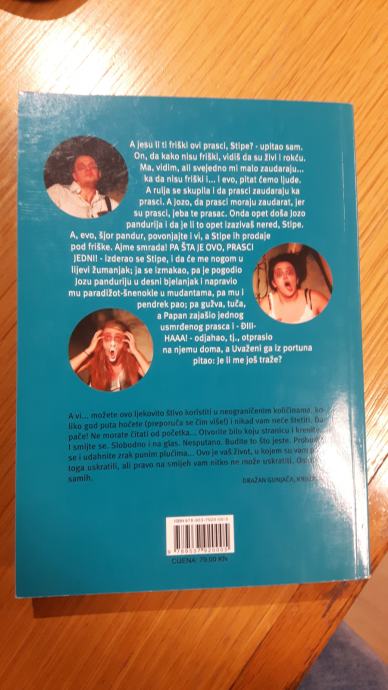 A jesu li ti friški ovi prasci, Stipe? - upitao sam.
On, da kako nisu friški, vidiš da su živi i rokću.
Ma, vidim, ali svejedno mi malo zaudaraju...
ka da nisu friški i... i evo, pitat ćemo ljude.
A rulja se skupila i da prasci zaudaraju ka
prasci. A Jozo, da prasci moraju zaudarat, jer
su prasci, jeba te prasac. Onda opet doša Jozo
pandurija i da je li to opet izazivaš nered, Stipe.
A, evo, šjor pandur, povonjajte i vi, a Stipe ih prodaje
pod friške. Ajme smrada! PA ŠTA JE OVO, PRASCI
JEDNI! - izderao se Stipe, i da će me nogom u
lijevi žumanjak; ja se izmakao, pa je pogodio
Jozu panduriju u desni bjelanjak i napravio
mu paradižot-šnenokle u mudantama, pa mu i
pendrek pao; pa gužva, tuča,
a Papan zajašio jednog
usmrđenog prasca i - ĐIII-
HAAA! - odjahao, tj., otprasio
na njemu doma, a Uvaženi ga iz portuna
pitao: je li me još traže?
A vi... možete ovo ljekovito štivo koristiti u neograničenim količinama, ko-
liko god puta hoćete (preporuča se čim više!) i nikad vam neće štetiti. Da
pače! Ne morate čitati od početka... Otvorite bilo koju stranicu i krenite
I smijte se. Slobodno i na glas. Nesputano. Budite to što jeste.
se i udahnite zrak punim plućima... Ovo je vaš život, u kojem su vam
toga uskratili, ali pravo na smijeh vam nitko ne može uskratiti.
samih.
DRAŽAN GUNJAČA,
CIJENA: 79,00 KN